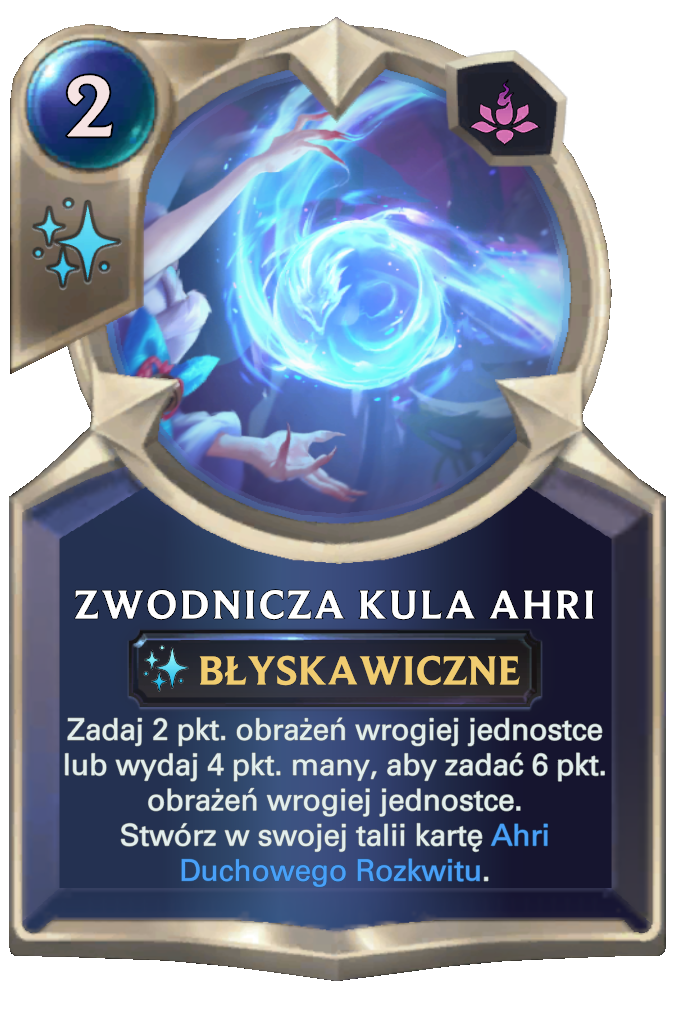 2
ZWODNICZA KULA AHRI
BŁYSKAWICZNE
Zadaj 2 pkt. obrażeń wrogiej jednostce
lub wydaj 4 pkt. many, aby zadać 6 pkt.
obrażeń wrogiej jednostce.
Stwórz w swojej talii kartę Ahri
Duchowego Rozkwitu.